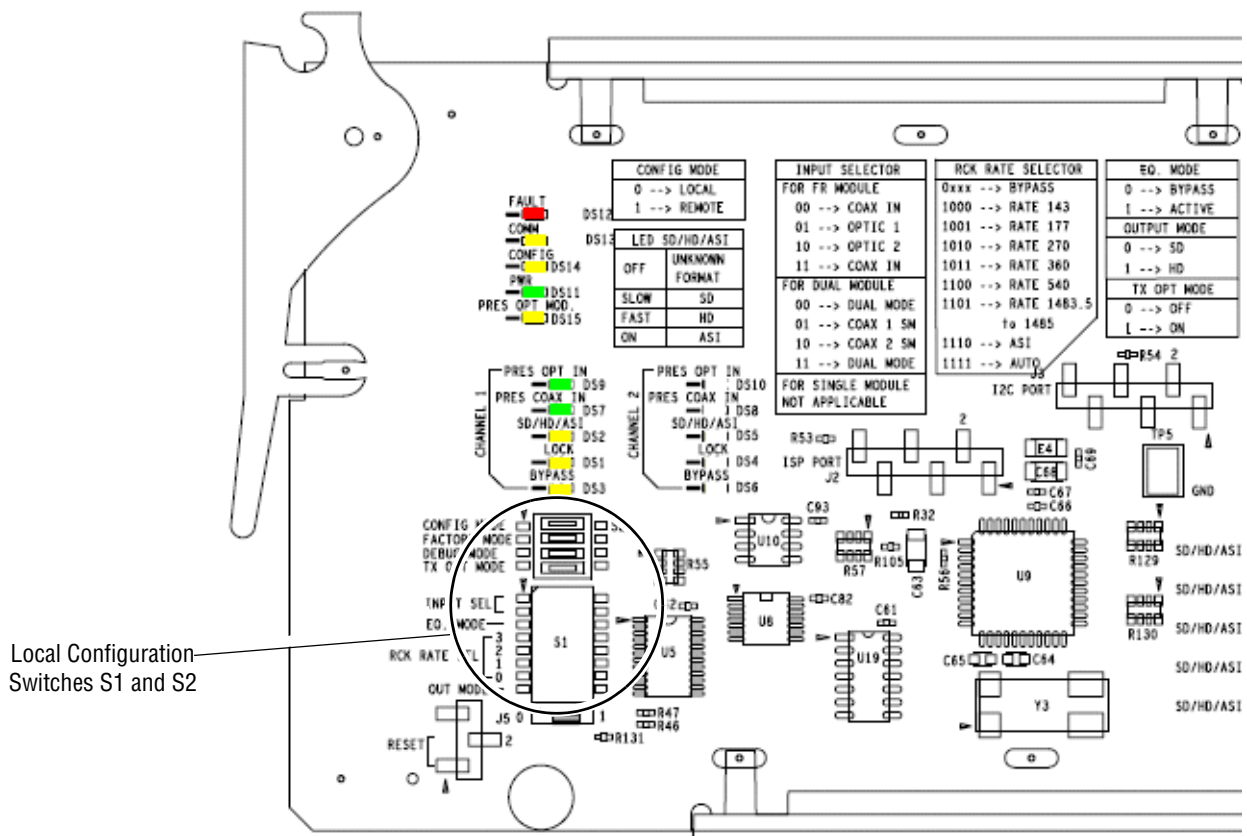 CONFIG MODE
0 --> LOCAL
1 --> REMOTE
LED SD/HD/ASI
OFF UNKNOWN FORMAT
SLOW SD
FAST HD
ON ASI
INPUT SELECTOR
FOR FR MODULE
00 --> COAX IN
01 --> OPTIC 1
10 --> OPTIC 2
11 --> COAX IN
FOR DUAL MODULE
00 --> DUAL MODE
01 --> COAX 1 SM
10 --> COAX 2 SM
11 --> DUAL MODE
FOR SINGLE MODULE
NOT APPLICABLE
RCK RATE SELECTOR
0xxx --> BYPASS
1000 --> RATE 143
1001 --> RATE 177
1010 --> RATE 270
1011 --> RATE 360
1100 --> RATE 540
1101 --> RATE 1483.5
to 1485
1110 --> ASI
1111 --> AUTO
EQ. MODE
0 --> BYPASS
1 --> ACTIVE
OUTPUT MODE
0 --> SD
1 --> HD
TX OPT MODE
0 --> OFF
1 --> ON
FAULT
DS12
COMM
DS13
CONFIG
DS14
PWR
DS11
PRES OPT MOD.
DS15
CHANNEL 1
PRES OPT IN
DS9
PRES COAX IN
DS7
SD/HD/ASI
DS2
LOCK
DS1
BYPASS
DS3
CHANNEL 2
PRES OPT IN
DS10
PRES COAX IN
DS8
SD/HD/ASI
DS5
LOCK
DS4
BYPASS
DS6
R54 2
J3
I2C PORT
2
R53
ISP PORT
J2
E4
C68
C69
C67
C66
TP5
GND
CONFIG MODE
FACTORY MODE
DEBUG MODE
TX OPT MODE
R55
U10
C93
R57
R105
R32
C63
R56
U9
R129
R130
SD/HD/ASI
SD/HD/ASI
SD/HD/ASI
SD/HD/ASI
SD/HD/ASI
INPUT SEL
EQ. MODE
RCK RATE SEL
3
2
1
0
OUT MODE
S1
U5
U6
C82
C61
U19
C65
C64
Y3
J5 0 1
2
RESET
R47
R46
R131
Local Configuration
Switches S1 and S2